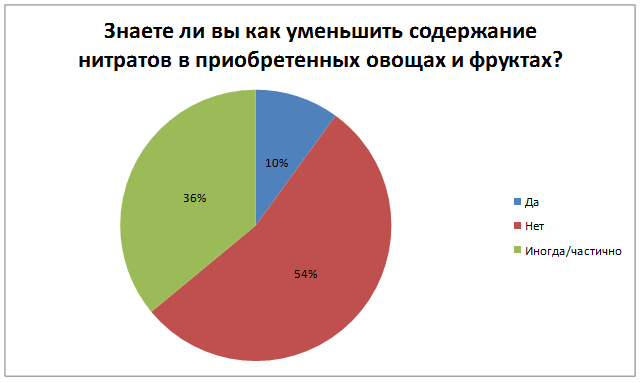 Знаете ли вы как уменьшить содержание
нитратов в приобретенных овощах и фруктах?
10%
36%
54%
Да
Нет
Иногда/частично